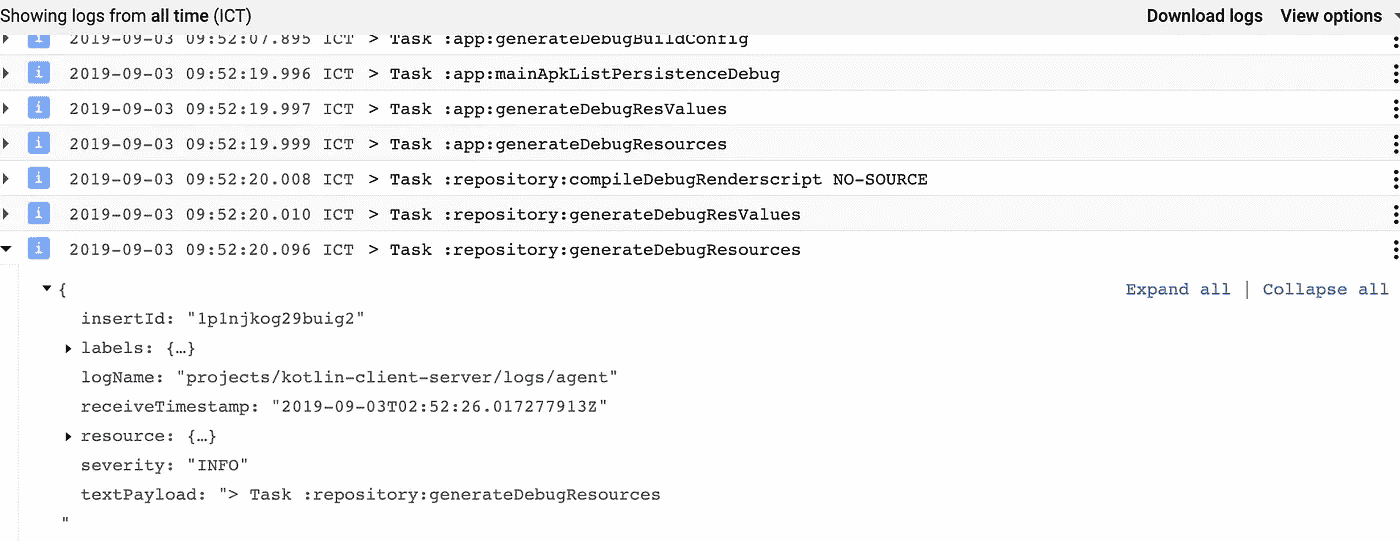 Showing logs from all time (ICT) Download logs View options
i 2019-09-03 09:52:07.895 ICT > Task :app:generateDebugBuildConfig
i 2019-09-03 09:52:19.996 ICT > Task :app:mainApkListPersistenceDebug
i 2019-09-03 09:52:19.997 ICT > Task :app:generateDebugResValues
i 2019-09-03 09:52:19.999 ICT > Task :app:generateDebugResources
i 2019-09-03 09:52:20.008 ICT > Task :repository:compileDebugRenderscript NO-SOURCE
i 2019-09-03 09:52:20.010 ICT > Task :repository:generateDebugResValues
i 2019-09-03 09:52:20.096 ICT > Task :repository:generateDebugResources
{ Expand all | Collapse all
insertId: "1p1njkog29buig2"
labels: {…}
logName: "projects/kotlin-client-server/logs/agent"
receiveTimestamp: "2019-09-03T02:52:26.017277913Z"
resource: {…}
severity: "INFO"
textPayload: "> Task :repository:generateDebugResources
"